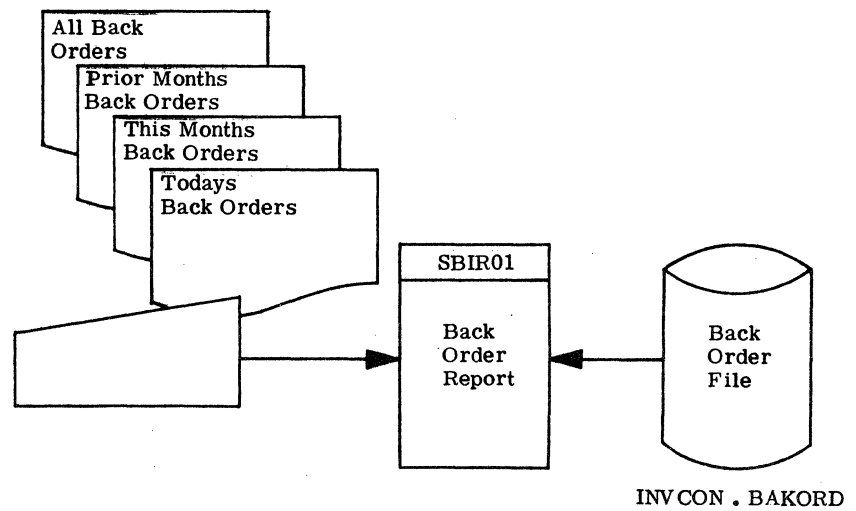 All Back
Orders
Prior Months
Back Orders
This Months
Back Orders
Todays
Back Orders
SBIR01
Back
Order
Report
Back
Order
File
INVCON . BAKORD